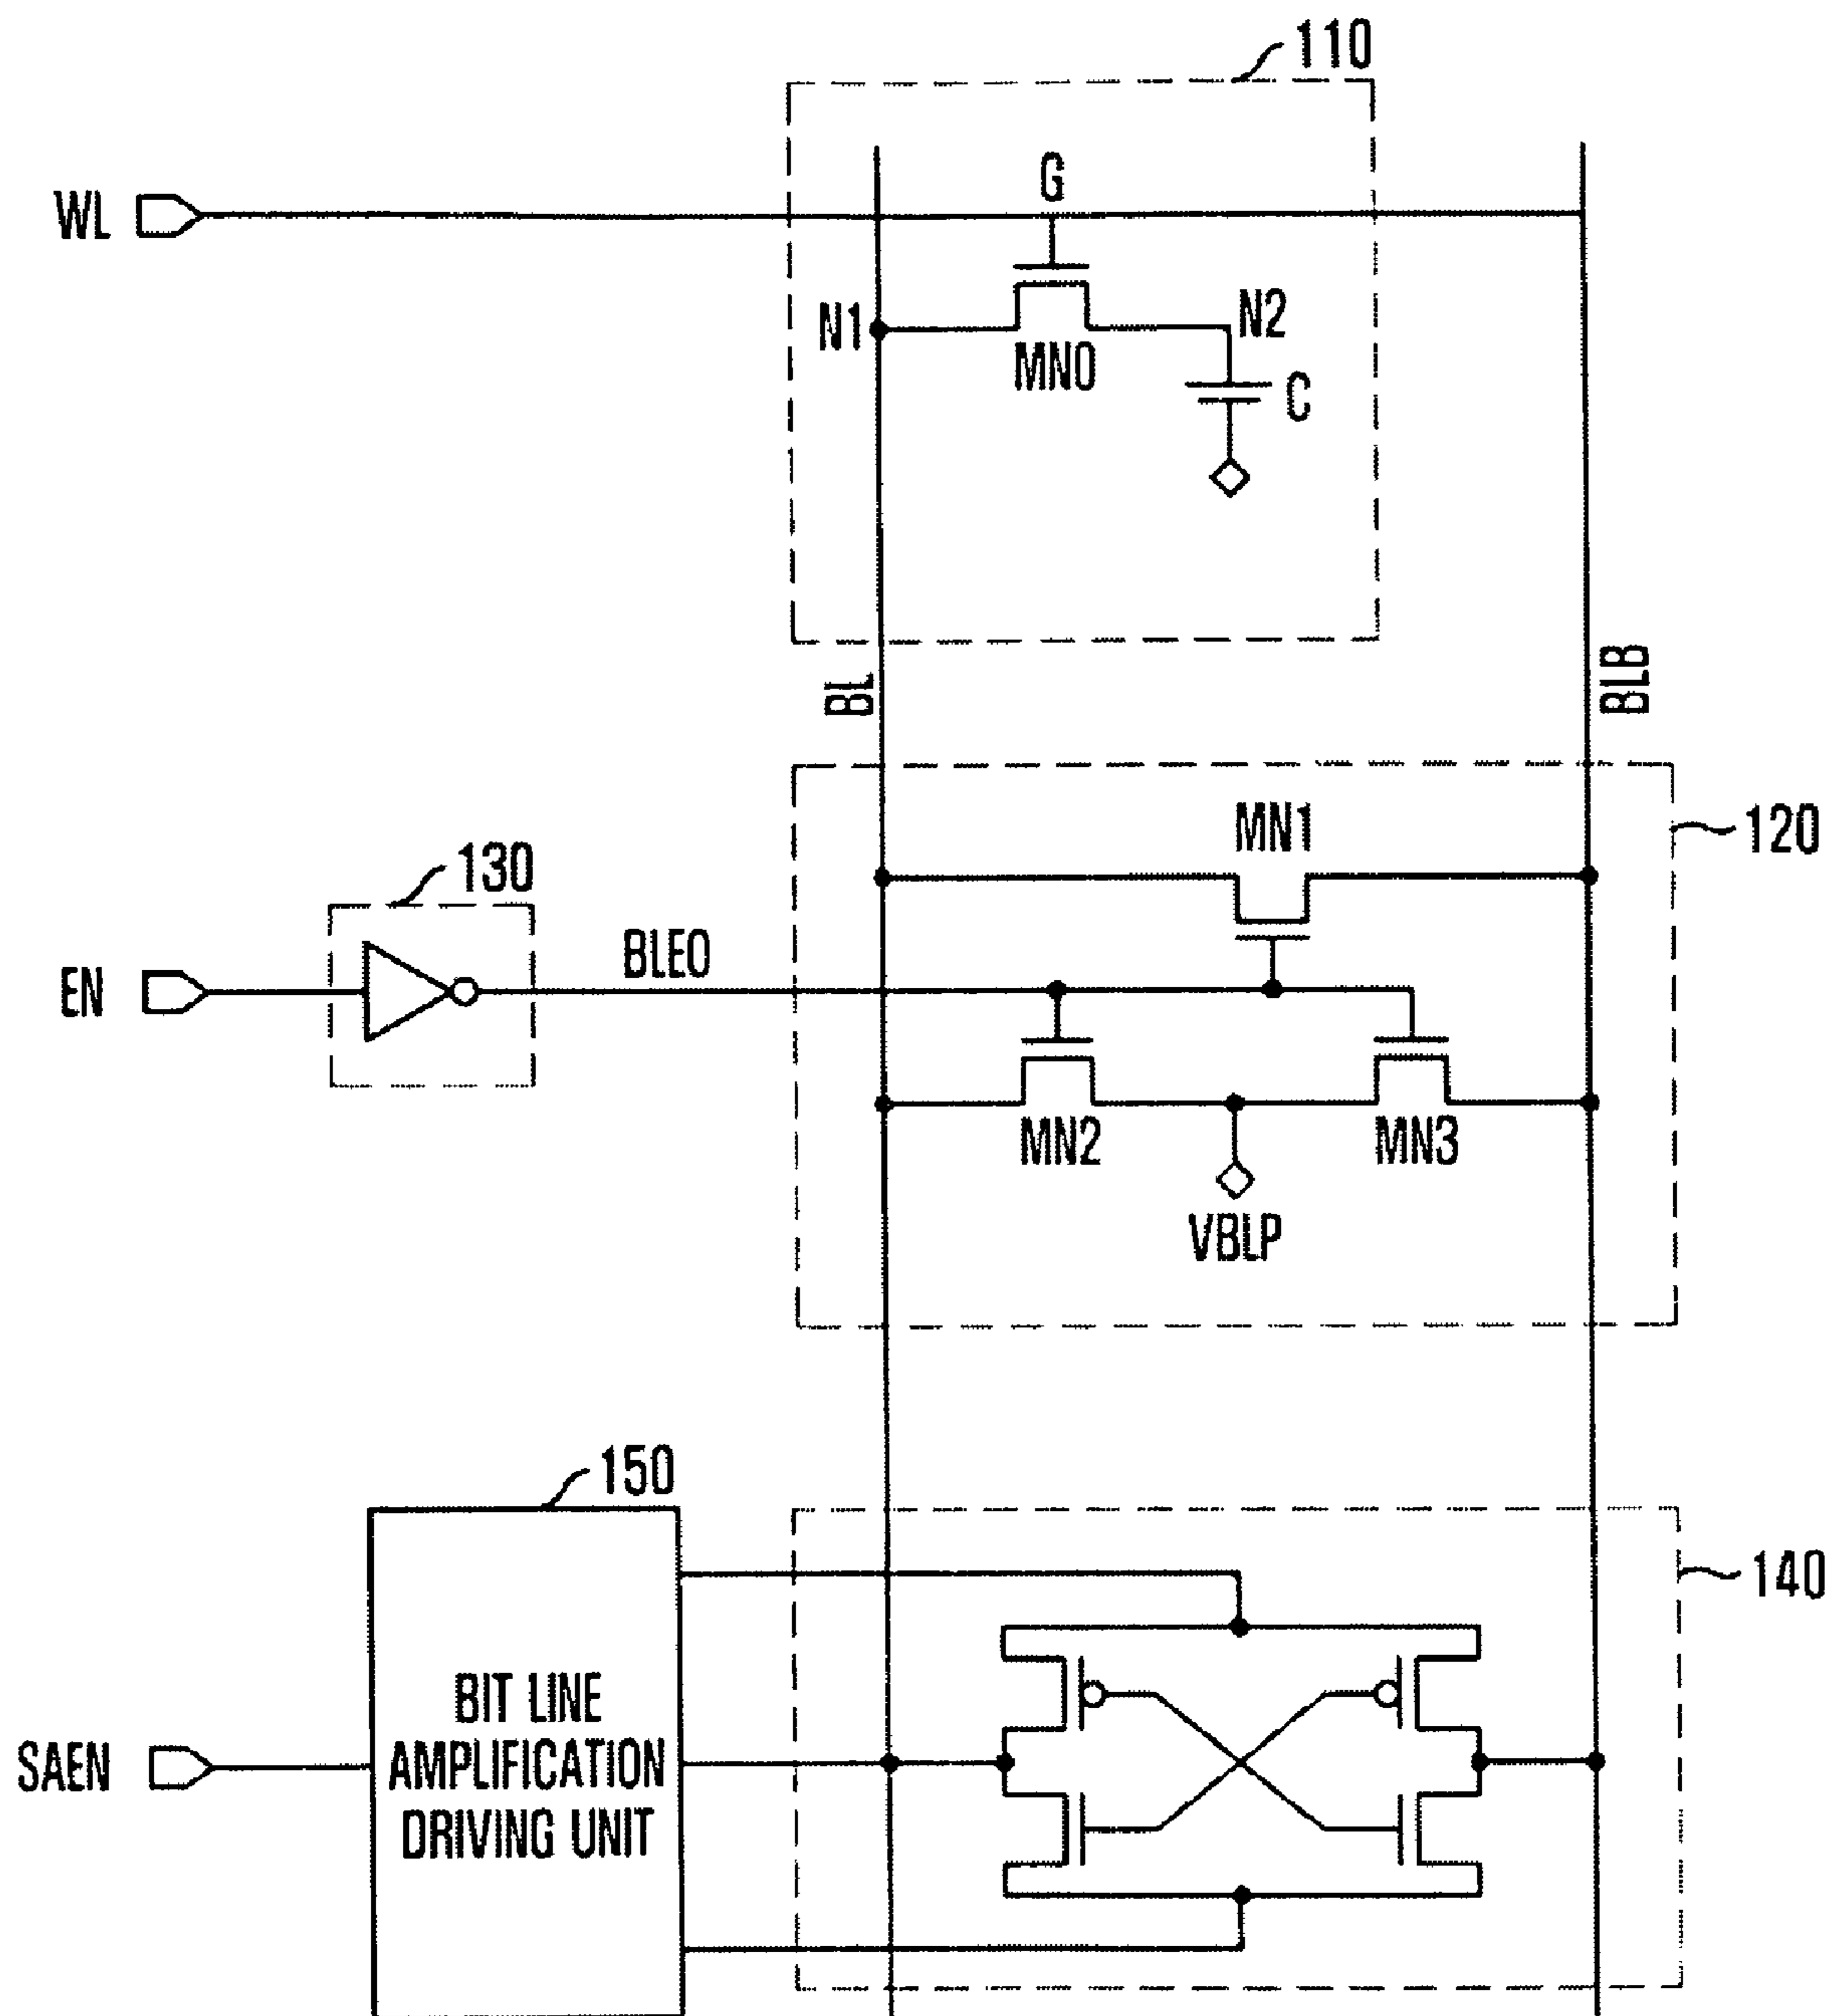 110
WL
G
N1
N2
MN0
C
BL
BLB
MN1
120
130
EN
BLEQ
MN2
MN3
VBLP
150
140
BIT LINE
AMPLIFICATION
DRIVING UNIT
SAEN